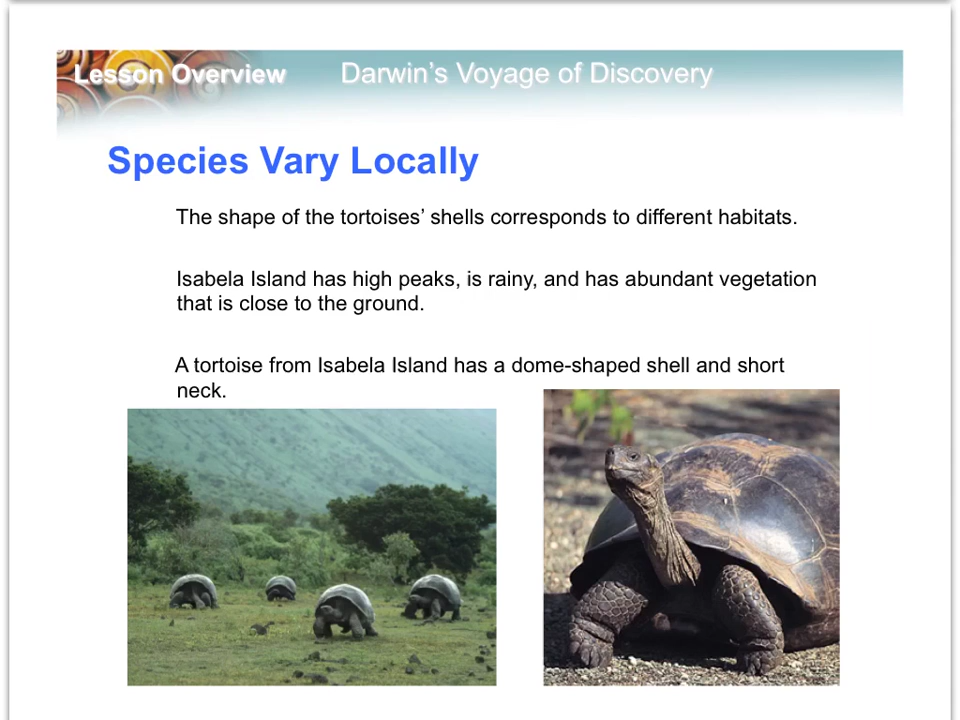 Lesson Overview Darwin’s Voyage of Discovery
Species Vary Locally
The shape of the tortoises’ shells corresponds to different habitats.
Isabela Island has high peaks, is rainy, and has abundant vegetation
that is close to the ground.
A tortoise from Isabela Island has a dome-shaped shell and short
neck.